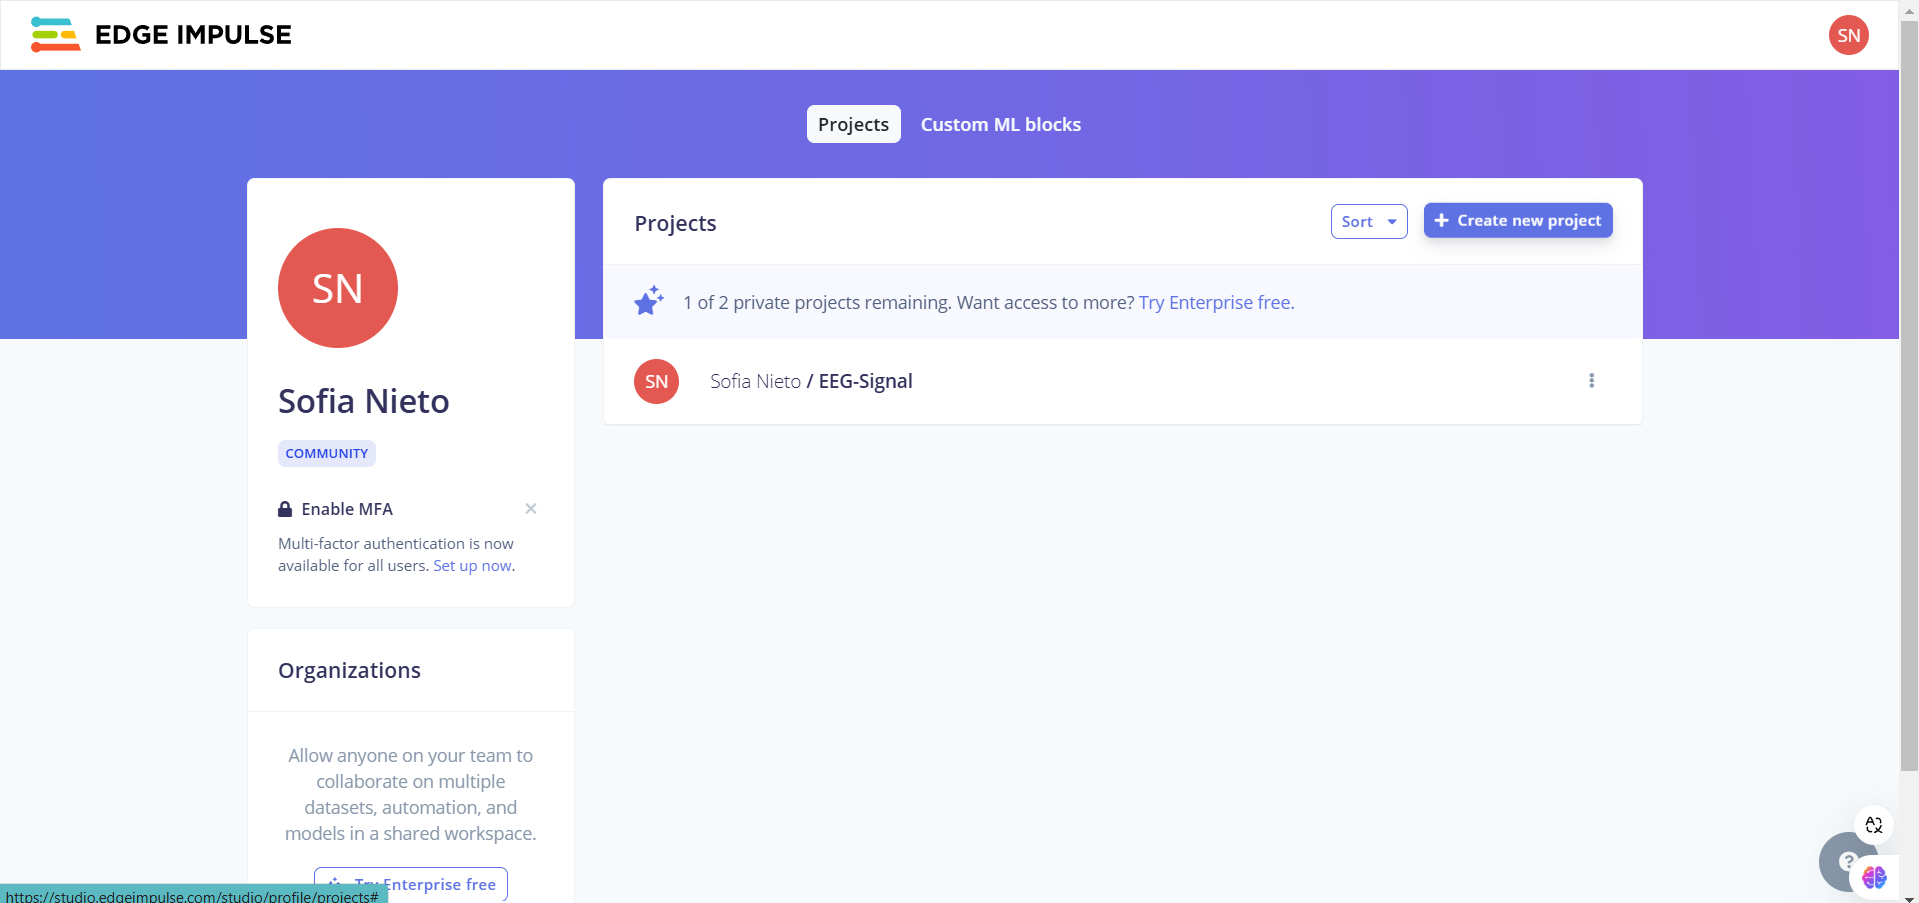 EDGE IMPULSE
SN
Projects
Custom ML blocks
SN
Sofia Nieto
COMMUNITY
Enable MFA
Multi-factor authentication is now
available for all users. Set up now.
Organizations
Allow anyone on your team to
collaborate on multiple
datasets, automation, and
models in a shared workspace.
Try Enterprise free
Projects
Sort
Create new project
1 of 2 private projects remaining. Want access to more? Try Enterprise free.
SN
Sofia Nieto / EEG-Signal
https://studio.edgeimpulse.com/studio/profile/projects#